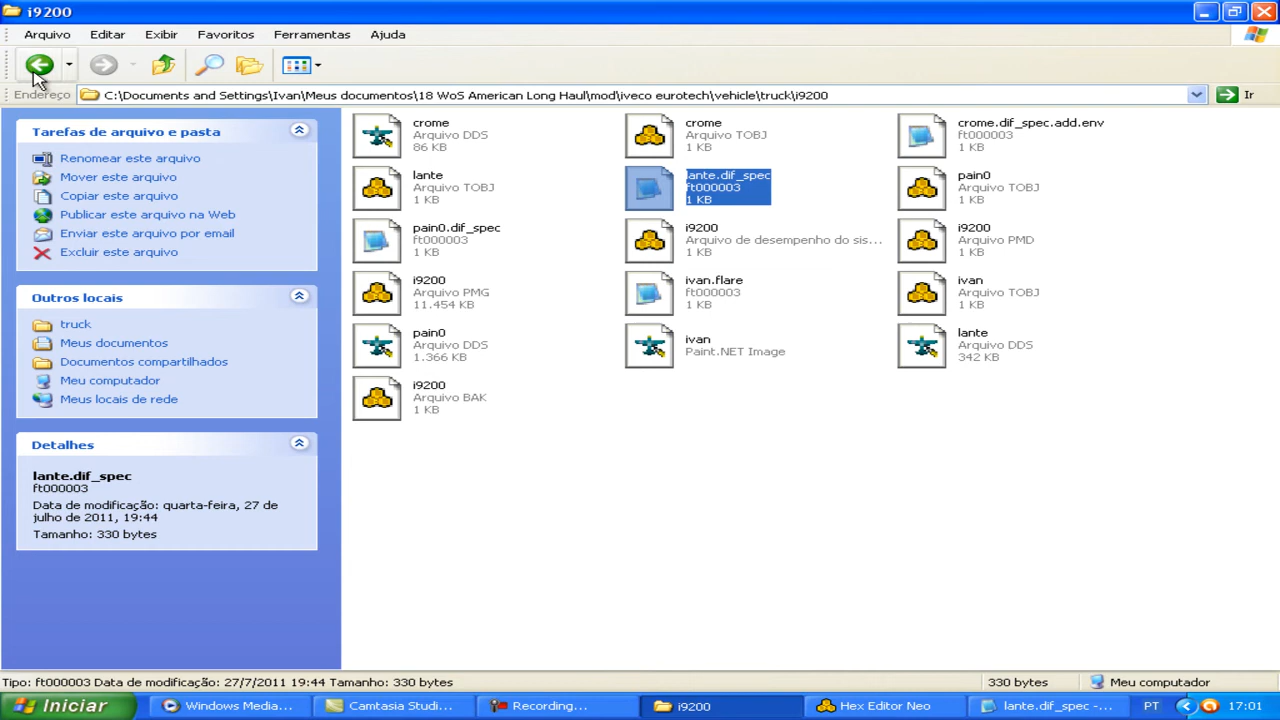 i9200
Arquivo Editar Exibir Favoritos Ferramentas Ajuda
Endereço C:\Documents and Settings\Ivan\Meus documentos\18 WoS American Long Haul\mod\iveco eurotech\vehicle\truck\i9200 Ir
Tarefas de arquivo e pasta
Renomear este arquivo
Mover este arquivo
Copiar este arquivo
Publicar este arquivo na Web
Enviar este arquivo por email
Excluir este arquivo
Outros locais
truck
Meus documentos
Documentos compartilhados
Meu computador
Meus locais de rede
Detalhes
lante.dif_spec
ft000003
Data de modificação: quarta-feira, 27 de
julho de 2011, 19:44
Tamanho: 330 bytes
crome
Arquivo DDS
86 KB
crome
Arquivo TOBJ
1 KB
crome.dif_spec.add.env
ft000003
1 KB
lante
Arquivo TOBJ
1 KB
lante.dif_spec
ft000003
1 KB
pain0
Arquivo TOBJ
1 KB
pain0.dif_spec
ft000003
1 KB
i9200
Arquivo de desempenho do sis...
1 KB
i9200
Arquivo PMD
1 KB
i9200
Arquivo PMG
11.454 KB
ivan.flare
ft000003
1 KB
ivan
Arquivo TOBJ
1 KB
pain0
Arquivo DDS
1.366 KB
ivan
Paint.NET Image
lante
Arquivo DDS
342 KB
i9200
Arquivo BAK
1 KB
Tipo: ft000003 Data de modificação: 27/7/2011 19:44 Tamanho: 330 bytes 330 bytes Meu computador
Iniciar Windows Media... Camtasia Studi... Recording... i9200 Hex Editor Neo lante.dif_spec -... PT 17:01